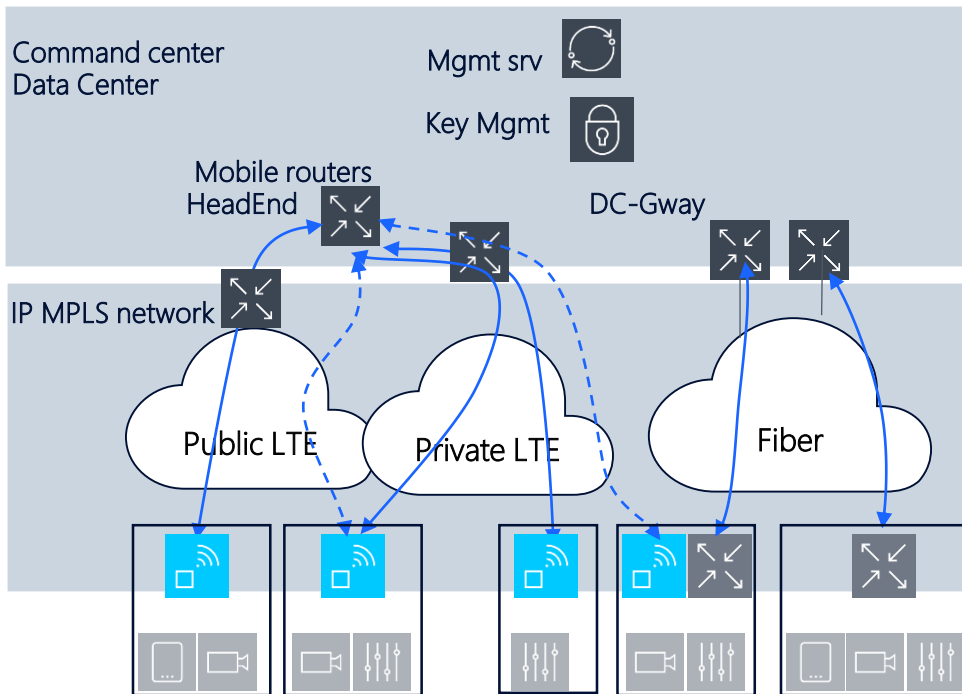 Command center
Data Center
Mgmt srv
Key Mgmt
Mobile routers
HeadEnd
DC-Gway
IP MPLS network
Public LTE
Private LTE
Fiber